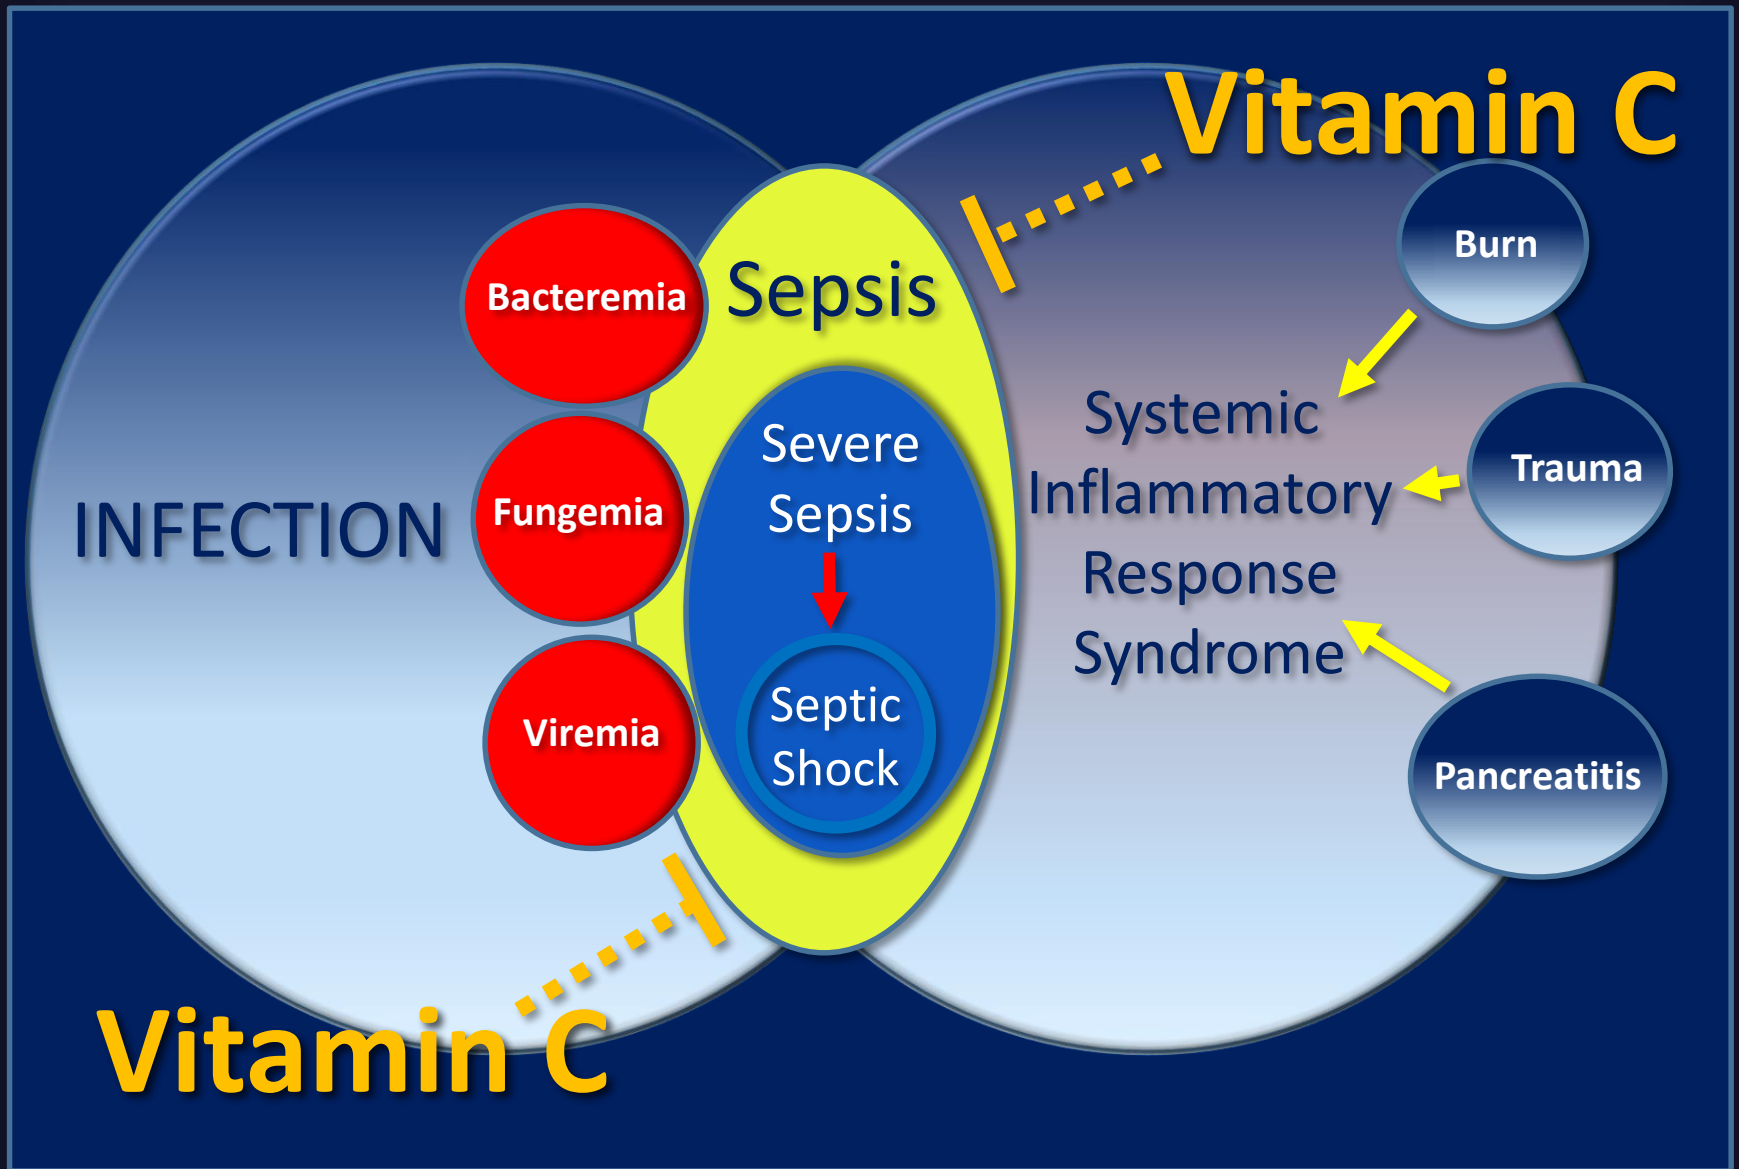 Vitamin C
Burn
Bacteremia
Sepsis
Severe
Sepsis
Systemic
Inflammatory
Response
Syndrome
Trauma
INFECTION
Fungemia
Viremia
Septic
Shock
Pancreatitis
Vitamin C